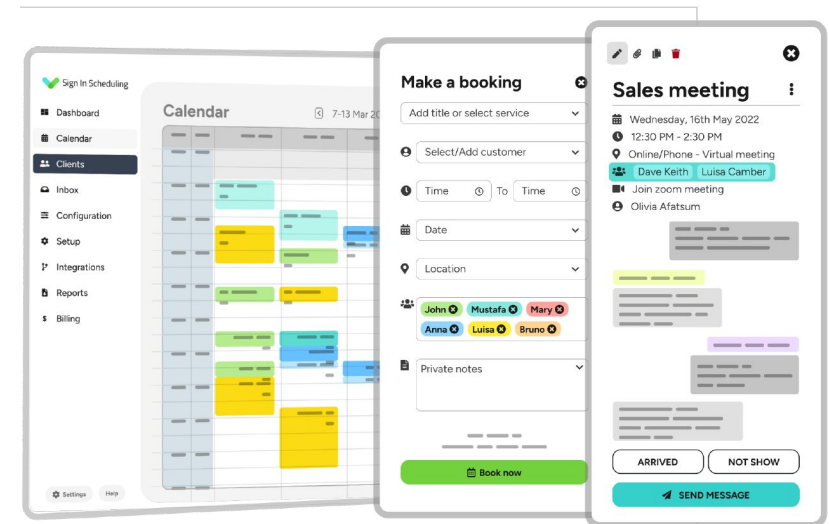 Sign In Scheduling
Dashboard
Calendar
Clients
Inbox
Configuration
Setup
Integrations
Reports
$ Billing
Settings
Help
Calendar
7-13 Mar 20
Make a booking
Add title or select service
Select/Add customer
Time To Time
Date
Location
John Mustafa Mary
Anna Luisa Bruno
Private notes
Book now
Sales meeting
Wednesday, 16th May 2022
12:30 PM - 2:30 PM
Online/Phone - Virtual meeting
Dave Keith Luisa Camber
Join zoom meeting
Olivia Afatsum
ARRIVED
NOT SHOW
SEND MESSAGE